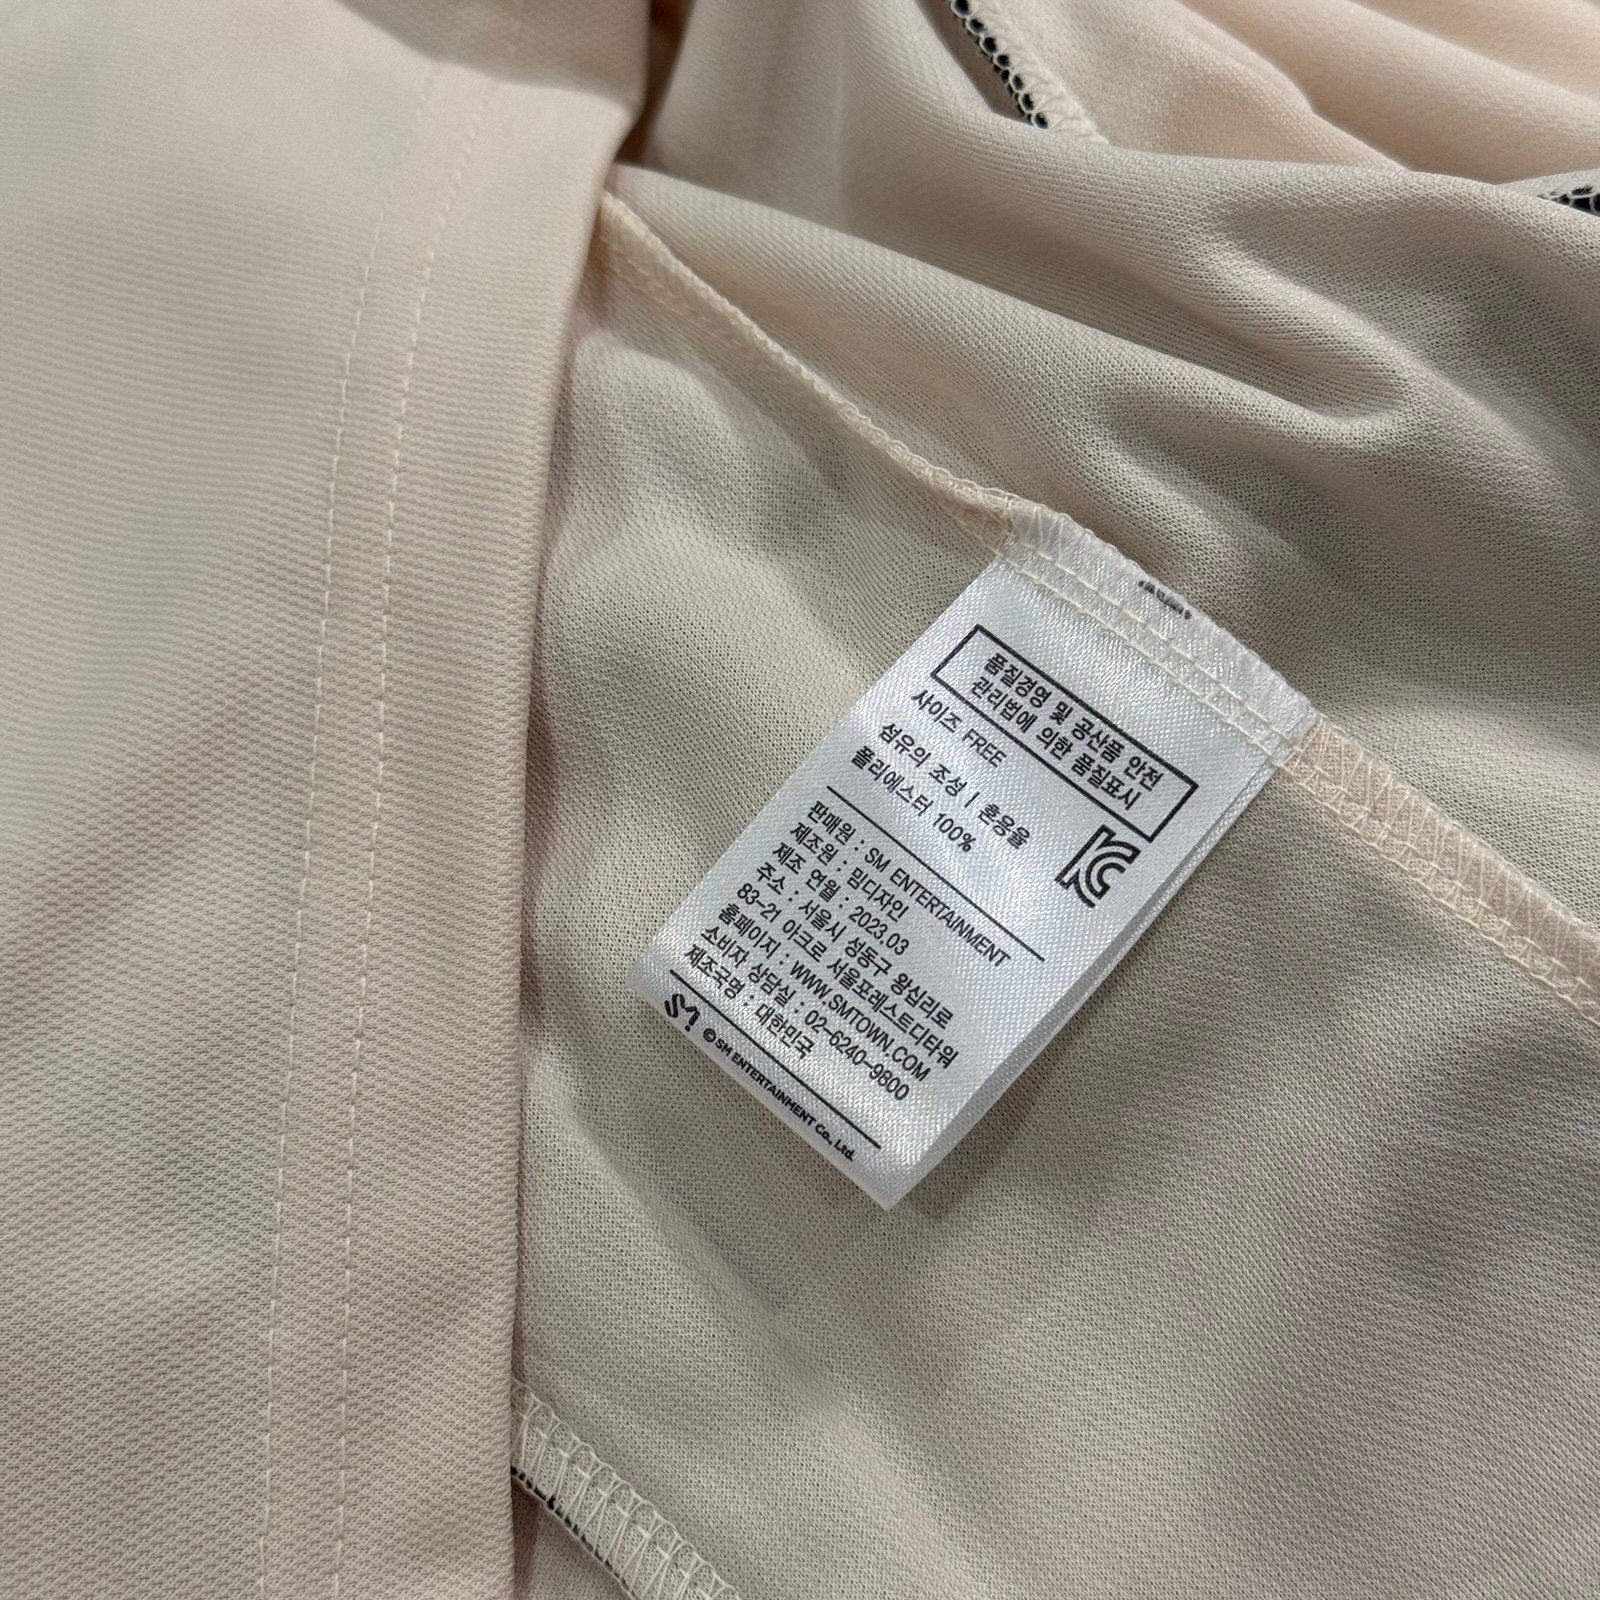 품질경영 및 공산품 안전
관리법에 의한 품질표시
사이즈 FREE
섬유의 조성 | 혼용율
폴리에스터 100%
판매원 : SM ENTERTAINMENT
제조원 : 밈디자인
제조 연월 : 2023.03
주소 : 서울시 성동구 왕십리로
83-21 아크로 서울포레스트디타워
홈페이지 : WWW.SMTOWN.COM
소비자 상담실 : 02-6240-9800
제조국명 : 대한민국
SM
© SM ENTERTAINMENT Co., Ltd.